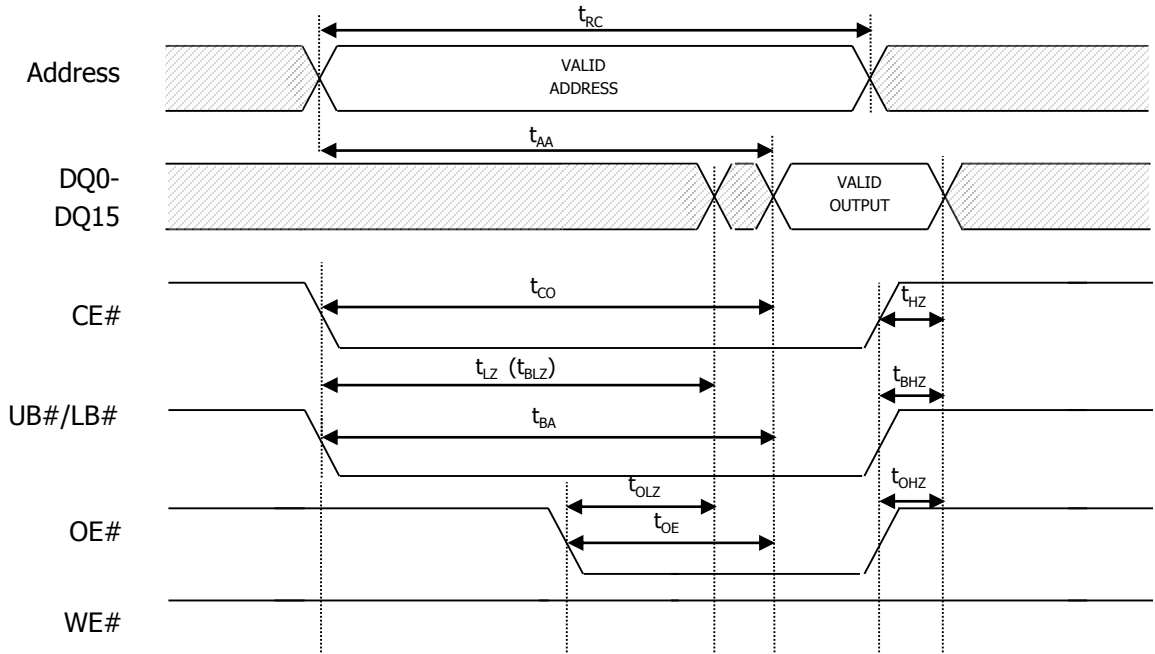 tRC
Address
VALID
ADDRESS
tAA
DQ0-
DQ15
VALID
OUTPUT
CE#
tCO
tHZ
tLZ (tBLZ)
tBHZ
UB#/LB#
tBA
tOLZ
tOHZ
OE#
tOE
WE#